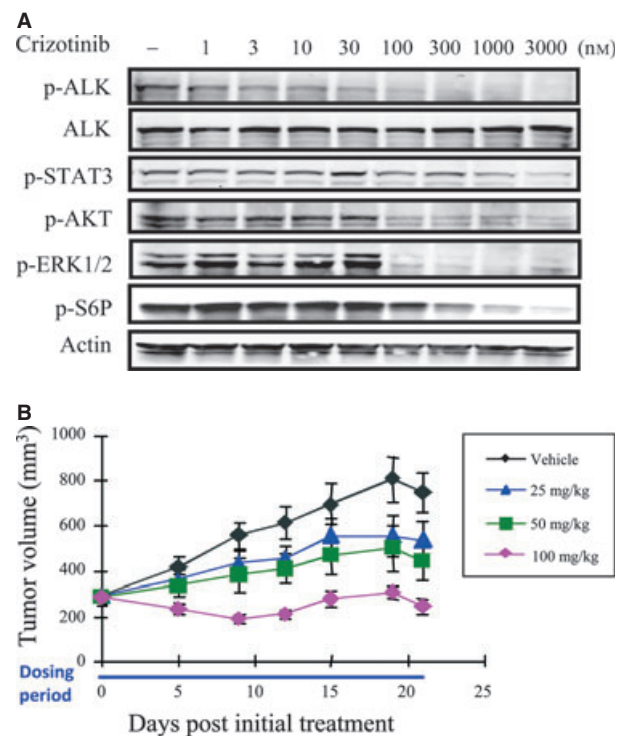 A
Crizotinib – 1 3 10 30 100 300 1000 3000 (nM)
p-ALK
ALK
p-STAT3
p-AKT
p-ERK1/2
p-S6P
Actin
B
Tumor volume (mm³)
1000
800
600
400
200
0
Vehicle
25 mg/kg
50 mg/kg
100 mg/kg
Dosing
period
0 5 10 15 20 25
Days post initial treatment